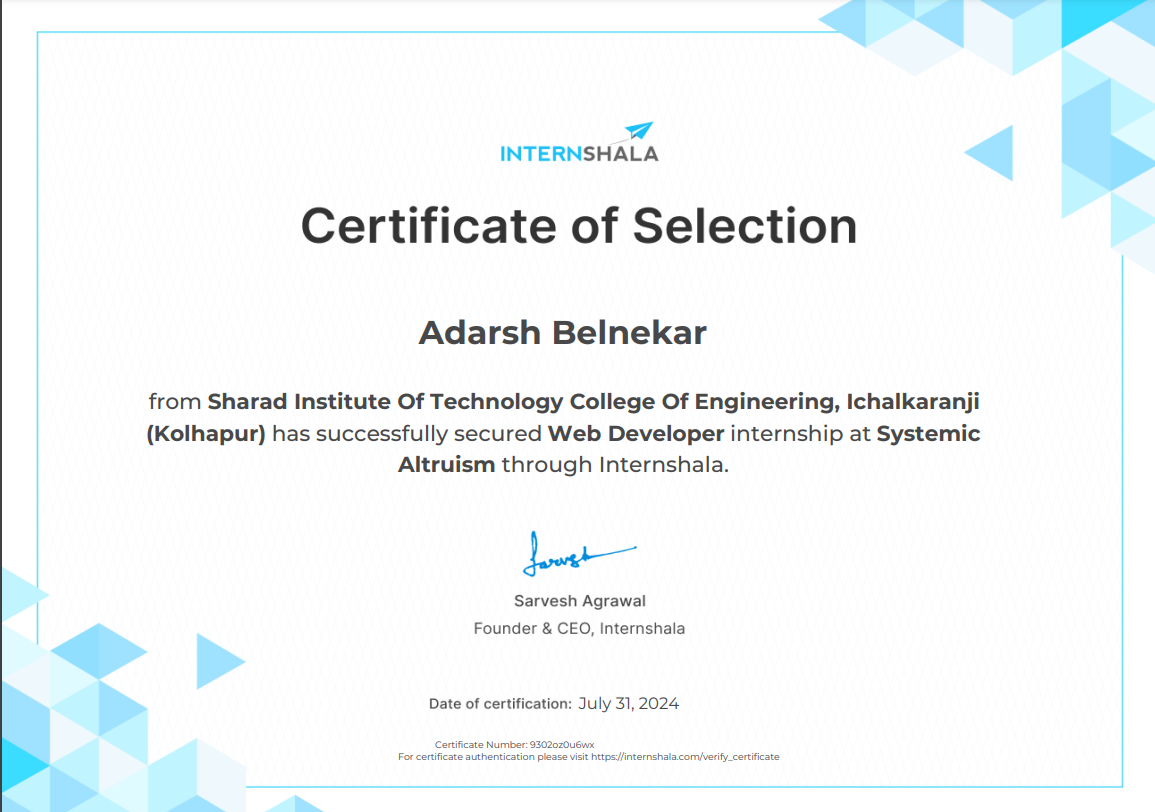 INTERNSHALA
Certificate of Selection
Adarsh Belnekar
from Sharad Institute Of Technology College Of Engineering, Ichalkaranji
(Kolhapur) has successfully secured Web Developer internship at Systemic
Altruism through Internshala.
Sarvesh
Sarvesh Agrawal
Founder & CEO, Internshala
Date of certification: July 31, 2024
Certificate Number: 9302oz0u6wx
For certificate authentication please visit https://internshala.com/verify_certificate